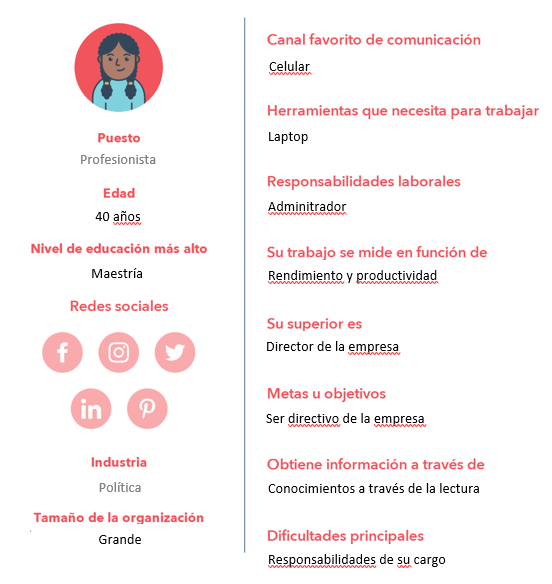 Puesto
Profesionista
Edad
40 años
Nivel de educación más alto
Maestría
Redes sociales
Industria
Política
Tamaño de la organización
Grande
Canal favorito de comunicación
Celular
Herramientas que necesita para trabajar
Laptop
Responsabilidades laborales
Adminitrador
Su trabajo se mide en función de
Rendimiento y productividad
Su superior es
Director de la empresa
Metas u objetivos
Ser directivo de la empresa
Obtiene información a través de
Conocimientos a través de la lectura
Dificultades principales
Responsabilidades de su cargo